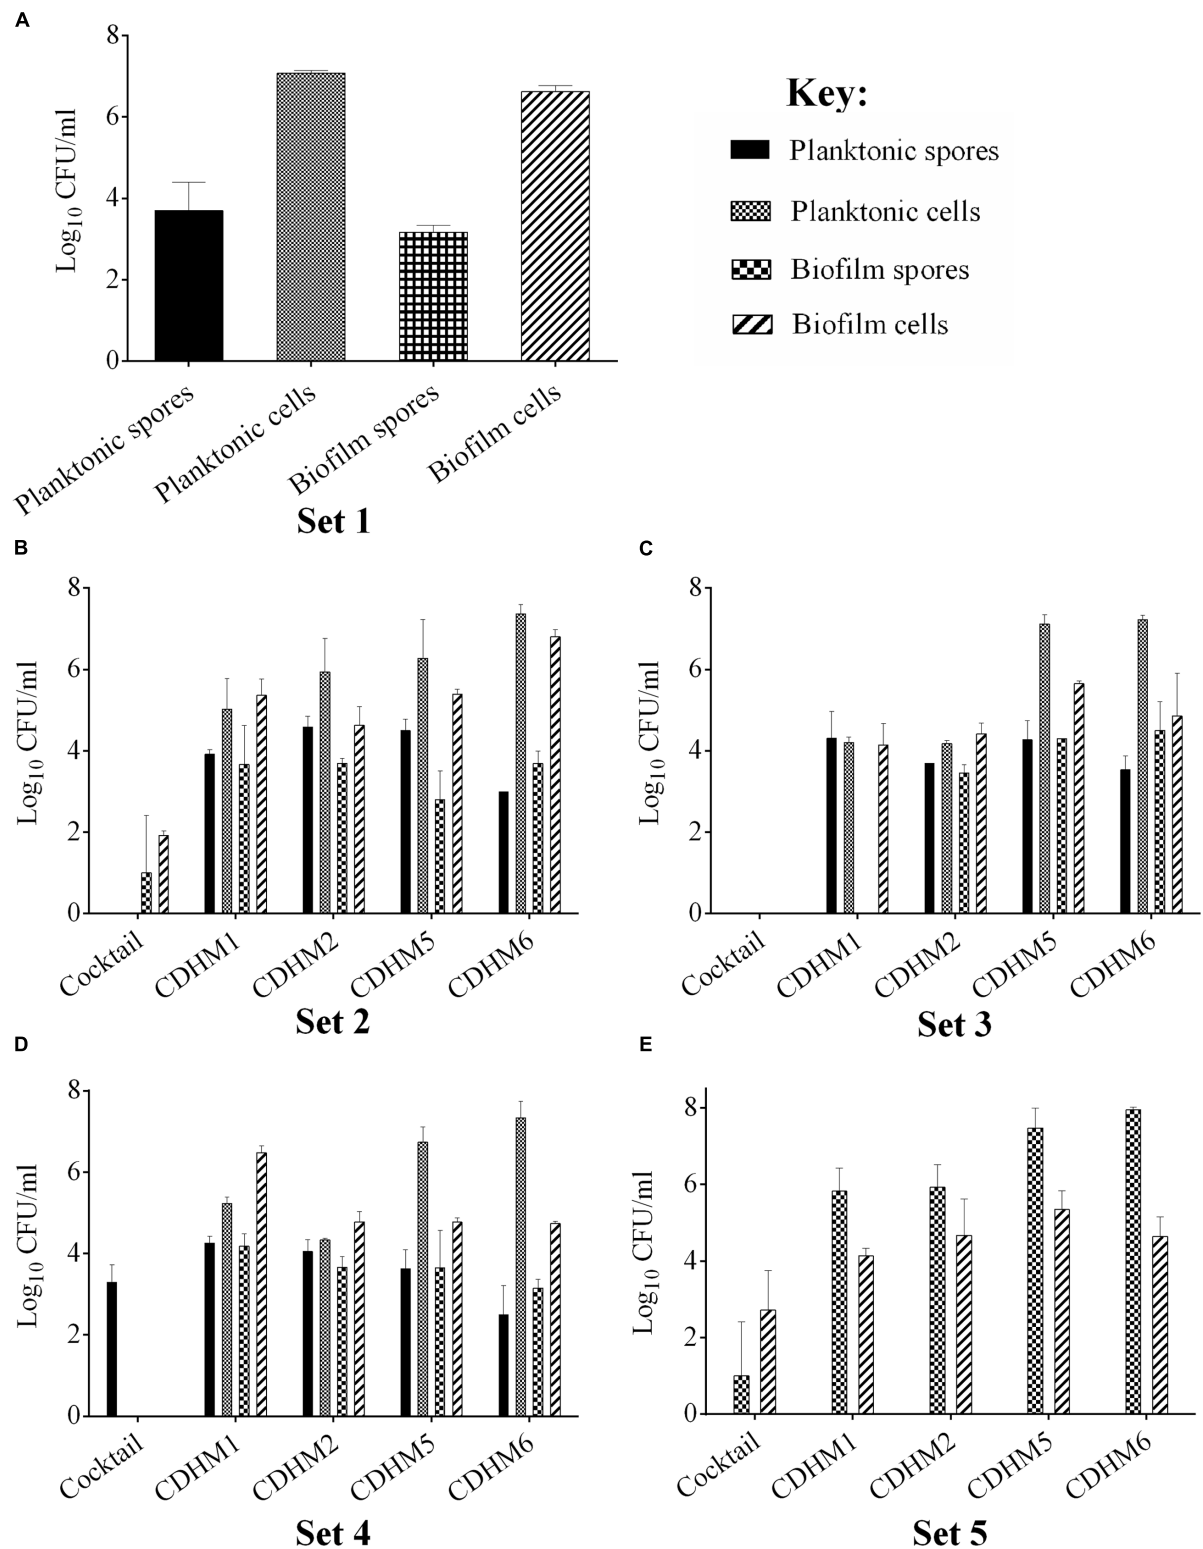 A
8
6
4
2
0
Log10 CFU/ml
Planktonic spores
Planktonic cells
Biofilm spores
Biofilm cells
Set 1
Key:
Planktonic spores
Planktonic cells
Biofilm spores
Biofilm cells
B
8
6
4
2
0
Log10 CFU/ml
Cocktail
CDHM1
CDHM2
CDHM5
CDHM6
Set 2
C
8
6
4
2
0
Log10 CFU/ml
Cocktail
CDHM1
CDHM2
CDHM5
CDHM6
Set 3
D
8
6
4
2
0
Log10 CFU/ml
Cocktail
CDHM1
CDHM2
CDHM5
CDHM6
Set 4
E
8
6
4
2
0
Log10 CFU/ml
Cocktail
CDHM1
CDHM2
CDHM5
CDHM6
Set 5